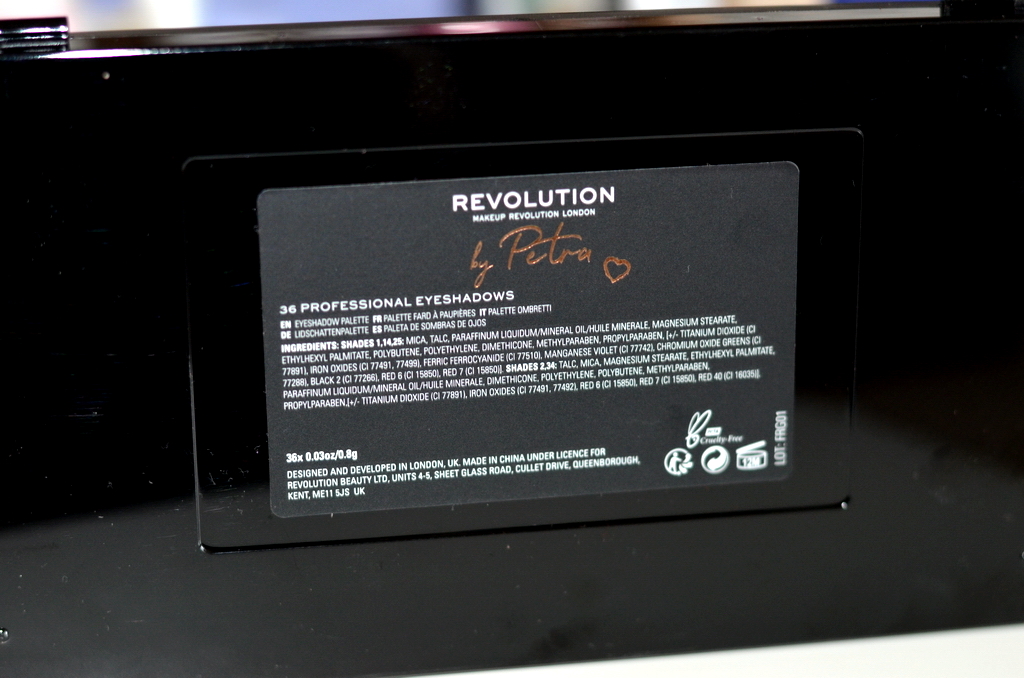 REVOLUTION
MAKEUP REVOLUTION LONDON
by Petra
36 PROFESSIONAL EYESHADOWS
EN EYESHADOW PALETTE FR PALETTE FARD À PAUPIÈRES IT PALETTE OMBRETTI
DE LIDSCHATTENPALETTE ES PALETA DE SOMBRAS DE OJOS
INGREDIENTS: SHADES 1,14,25: MICA, TALC, PARAFFINUM LIQUIDUM/MINERAL OIL/HUILE MINERALE, MAGNESIUM STEARATE,
ETHYLHEXYL PALMITATE, POLYBUTENE, POLYETHYLENE, DIMETHICONE, METHYLPARABEN, PROPYLPARABEN, [+/- TITANIUM DIOXIDE (CI
77891), IRON OXIDES (CI 77491, 77499), FERRIC FERROCYANIDE (CI 77510), MANGANESE VIOLET (CI 77742), CHROMIUM OXIDE GREENS (CI
77288), BLACK 2 (CI 77266), RED 6 (CI 15850), RED 7 (CI 15850)]. SHADES 2,34: TALC, MICA, MAGNESIUM STEARATE, ETHYLHEXYL PALMITATE,
PARAFFINUM LIQUIDUM/MINERAL OIL/HUILE MINERALE, DIMETHICONE, POLYETHYLENE, POLYBUTENE, METHYLPARABEN,
PROPYLPARABEN,[+/- TITANIUM DIOXIDE (CI 77891), IRON OXIDES (CI 77491, 77492), RED 6 (CI 15850), RED 7 (CI 15850), RED 40 (CI 16035)].
36x 0.03oz/0.8g
DESIGNED AND DEVELOPED IN LONDON, UK. MADE IN CHINA UNDER LICENCE FOR
REVOLUTION BEAUTY LTD, UNITS 4-5, SHEET GLASS ROAD, CULLET DRIVE, QUEENBOROUGH,
KENT, ME11 5JS UK
Cruelty-Free
12M
LOT: FRG01